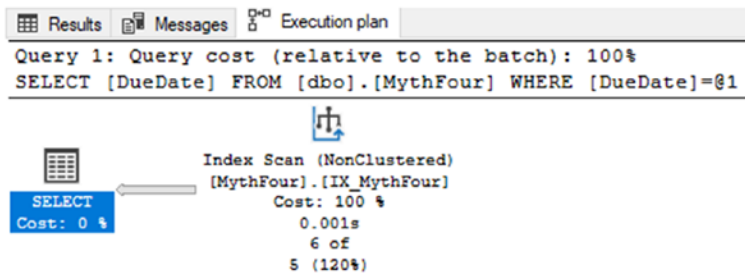 Results Messages Execution plan
Query 1: Query cost (relative to the batch): 100%
SELECT [DueDate] FROM [dbo].[MythFour] WHERE [DueDate]=@1
Index Scan (NonClustered)
[MythFour].[IX_MythFour]
SELECT
Cost: 0 %
Cost: 100 %
0.001s
6 of
5 (120%)